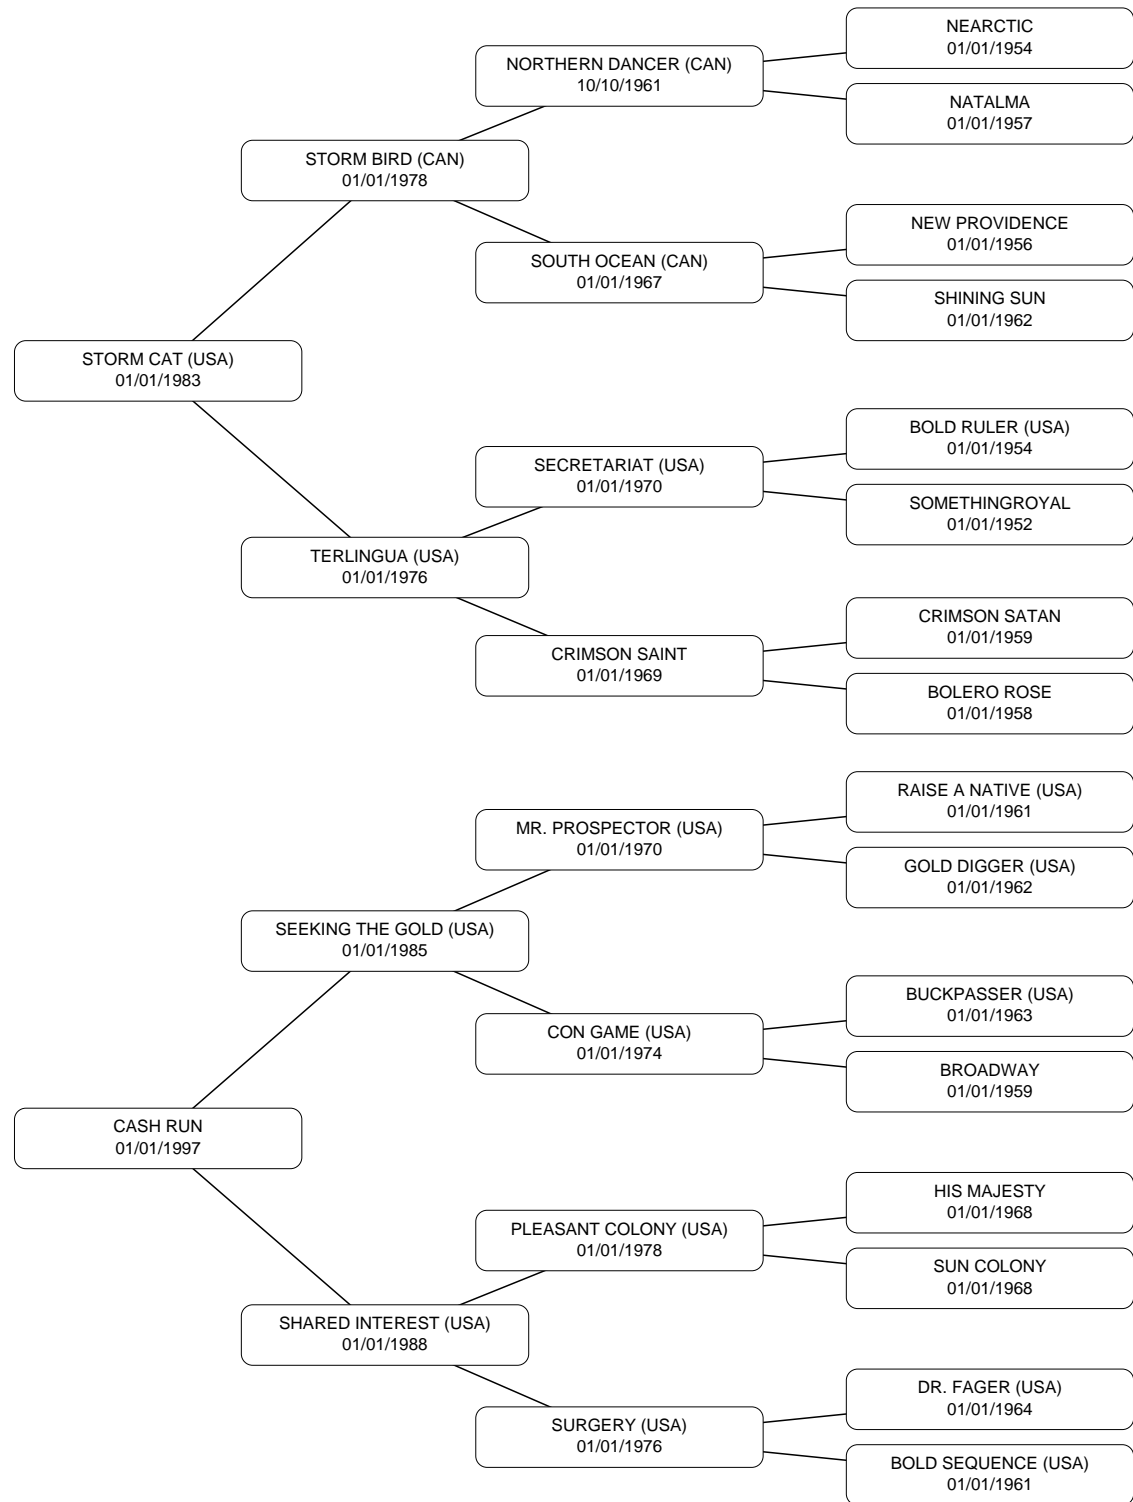 NEARCTIC
01/01/1954
NORTHERN DANCER (CAN)
10/10/1961
NATALMA
01/01/1957
STORM BIRD (CAN)
01/01/1978
NEW PROVIDENCE
01/01/1956
SOUTH OCEAN (CAN)
01/01/1967
SHINING SUN
01/01/1962
STORM CAT (USA)
01/01/1983
BOLD RULER (USA)
01/01/1954
SECRETARIAT (USA)
01/01/1970
SOMETHINGROYAL
01/01/1952
TERLINGUA (USA)
01/01/1976
CRIMSON SATAN
01/01/1959
CRIMSON SAINT
01/01/1969
BOLERO ROSE
01/01/1958
RAISE A NATIVE (USA)
01/01/1961
MR. PROSPECTOR (USA)
01/01/1970
GOLD DIGGER (USA)
01/01/1962
SEEKING THE GOLD (USA)
01/01/1985
BUCKPASSER (USA)
01/01/1963
CON GAME (USA)
01/01/1974
BROADWAY
01/01/1959
CASH RUN
01/01/1997
HIS MAJESTY
01/01/1968
PLEASANT COLONY (USA)
01/01/1978
SUN COLONY
01/01/1968
SHARED INTEREST (USA)
01/01/1988
DR. FAGER (USA)
01/01/1964
SURGERY (USA)
01/01/1976
BOLD SEQUENCE (USA)
01/01/1961